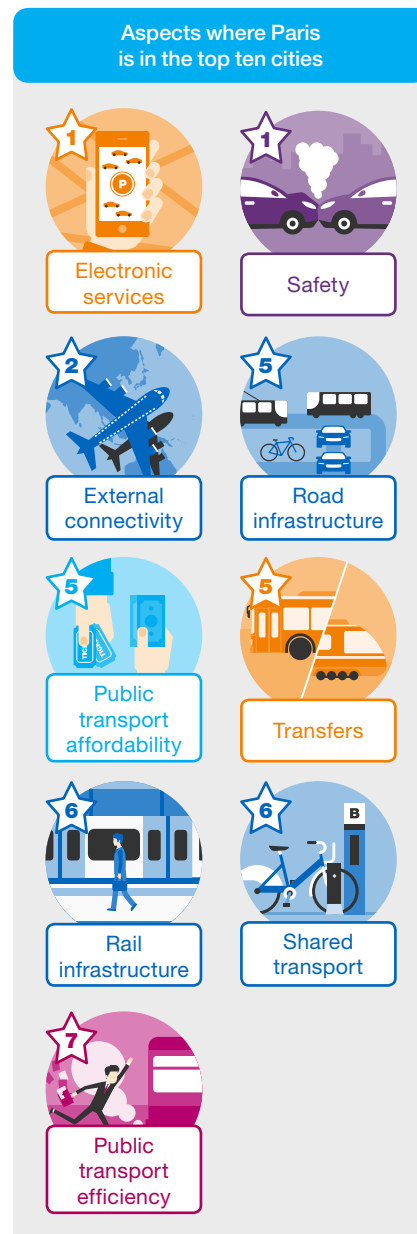 Aspects where Paris
is in the top ten cities
1
P
Electronic
services
1
Safety
2
External
connectivity
5
Road
infrastructure
5
Public
transport
affordability
5
Transfers
6
Rail
infrastructure
6
B
Shared
transport
7
Public
transport
efficiency